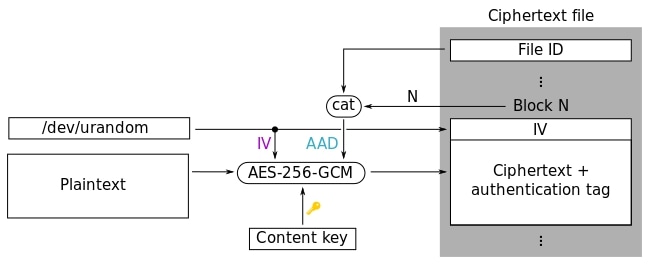 Ciphertext file
File ID
⋮
cat
N
Block N
/dev/urandom
IV
IV
AAD
Plaintext
AES-256-GCM
Ciphertext +
authentication tag
Content key
⋮